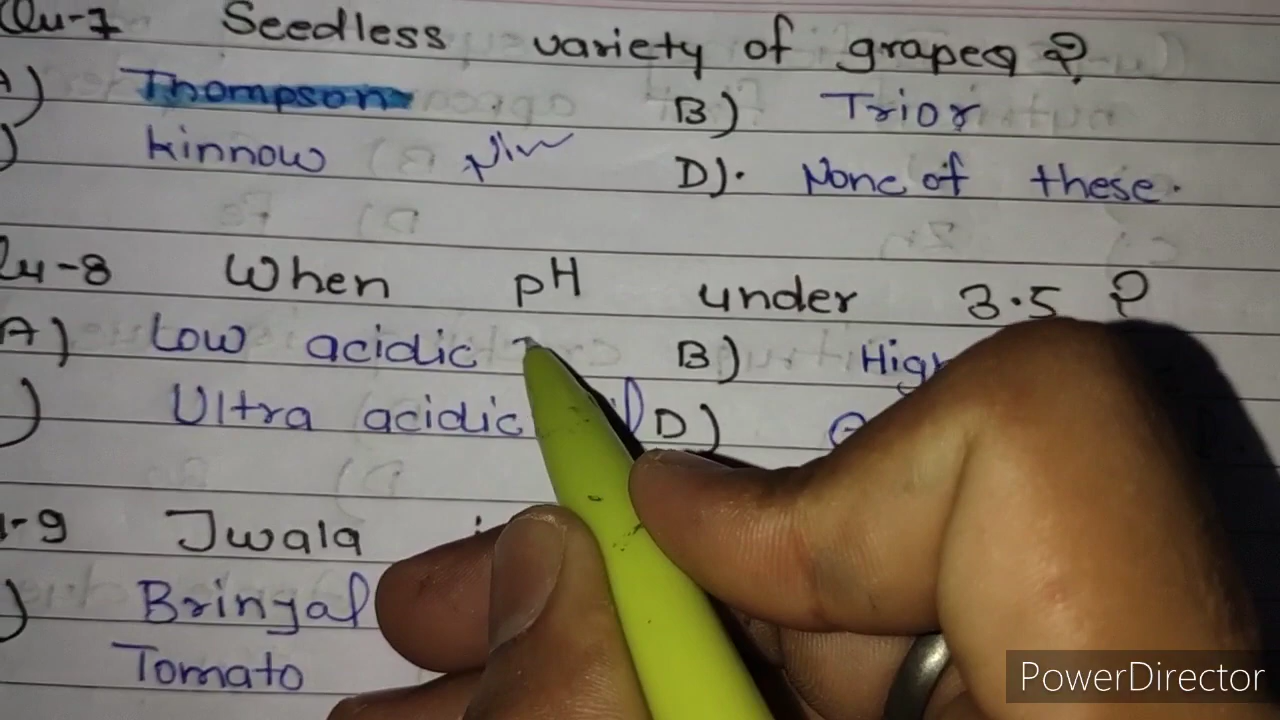 Qu-7 Seedless variety of grapes ?
A) Thompson B) Trior
) Kinnow D). None of these.
Qu-8 When pH under 3.5 ?
A) Low acidic B) High
) Ultra acidic D)
-9 Jwala
) Brinjal
Tomato
PowerDirector